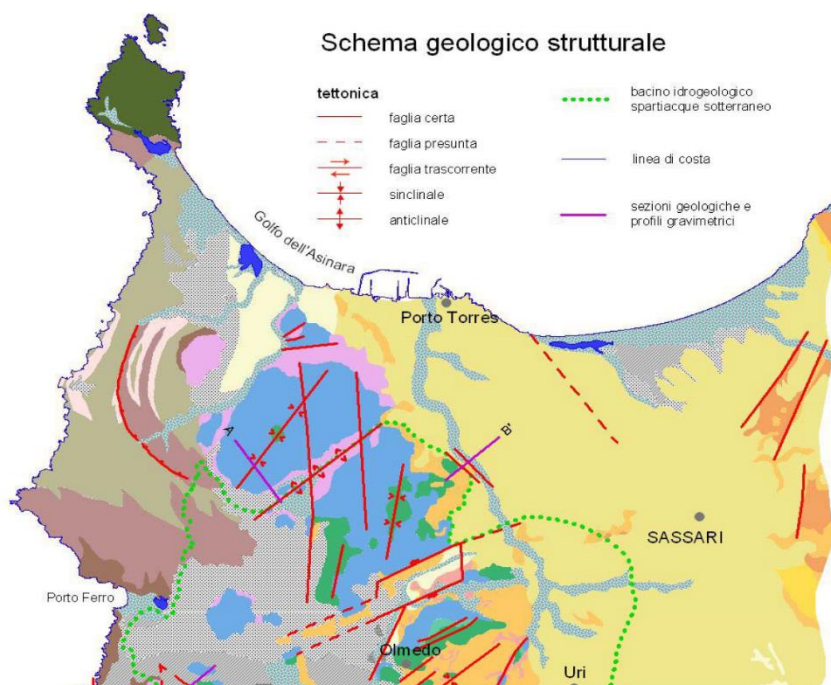 Schema geologico strutturale
tettonica
faglia certa
faglia presunta
faglia trascorrente
sinclinale
anticlinale
bacino idrogeologico
spartiacque sotterraneo
linea di costa
sezioni geologiche e
profili gravimetrici
Golfo dell'Asinara
Porto Torres
A
B'
SASSARI
Porto Ferro
Olmedo
Uri